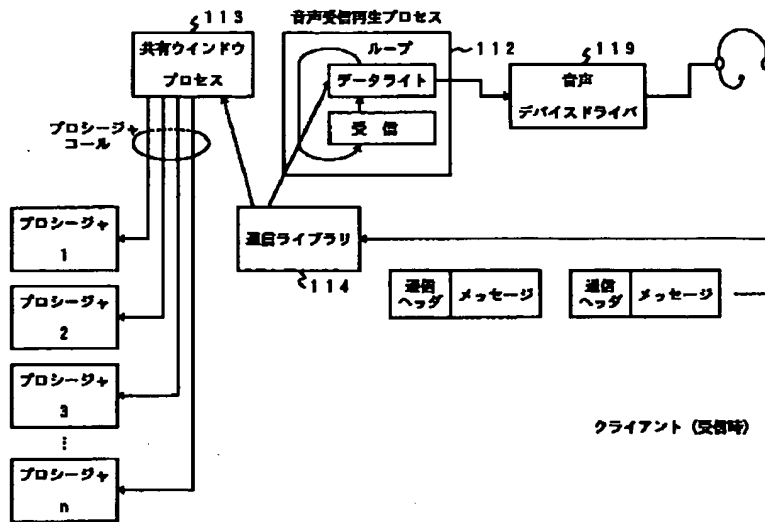 113
共有ウインドウ
プロセス
音声受信再生プロセス
ループ
112
データライト
受信
119
音声
デバイスドライバ
プロシージャ
コール
プロシージャ
1
プロシージャ
2
プロシージャ
3
⋮
プロシージャ
n
通信ライブラリ
114
通信
ヘッダ
メッセージ
通信
ヘッダ
メッセージ
クライアント(受信時)